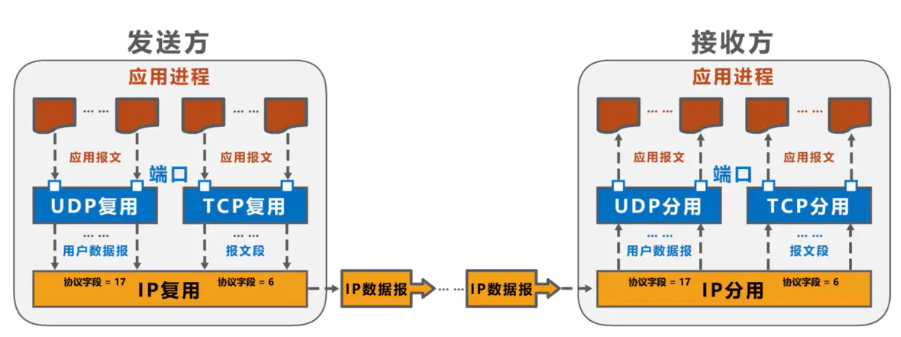 发送方
接收方
应用进程
应用进程
… …
… …
… …
… …
应用报文
应用报文
应用报文
应用报文
端口
端口
UDP复用
TCP复用
UDP分用
TCP分用
… …
… …
… …
… …
用户数据报
报文段
用户数据报
报文段
协议字段 = 17
协议字段 = 6
IP复用
IP数据报
… …
IP数据报
协议字段 = 17
协议字段 = 6
IP分用